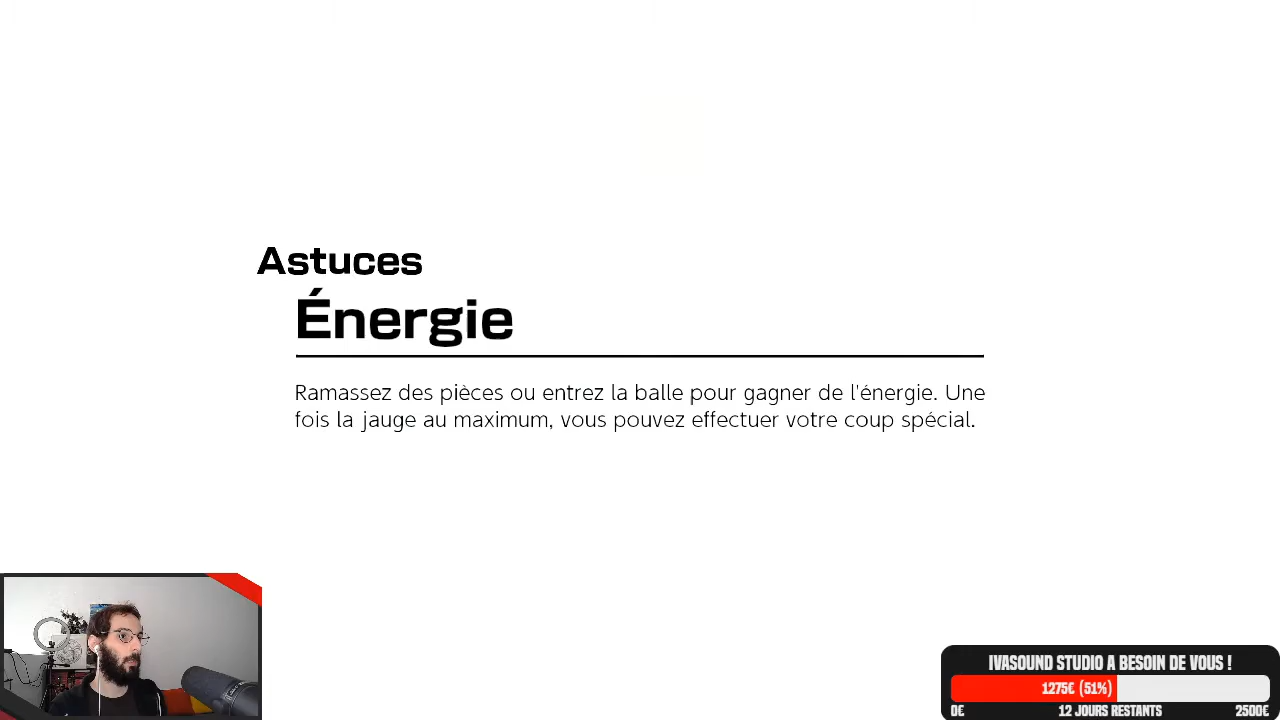 Astuces
Énergie
Ramassez des pièces ou entrez la balle pour gagner de l'énergie. Une
fois la jauge au maximum, vous pouvez effectuer votre coup spécial.
IVASOUND STUDIO A BESOIN DE VOUS !
1275€ (51%)
0€ 12 JOURS RESTANTS 2500€